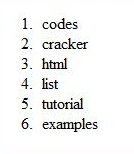 1. codes
2. cracker
3. html
4. list
5. tutorial
6. examples